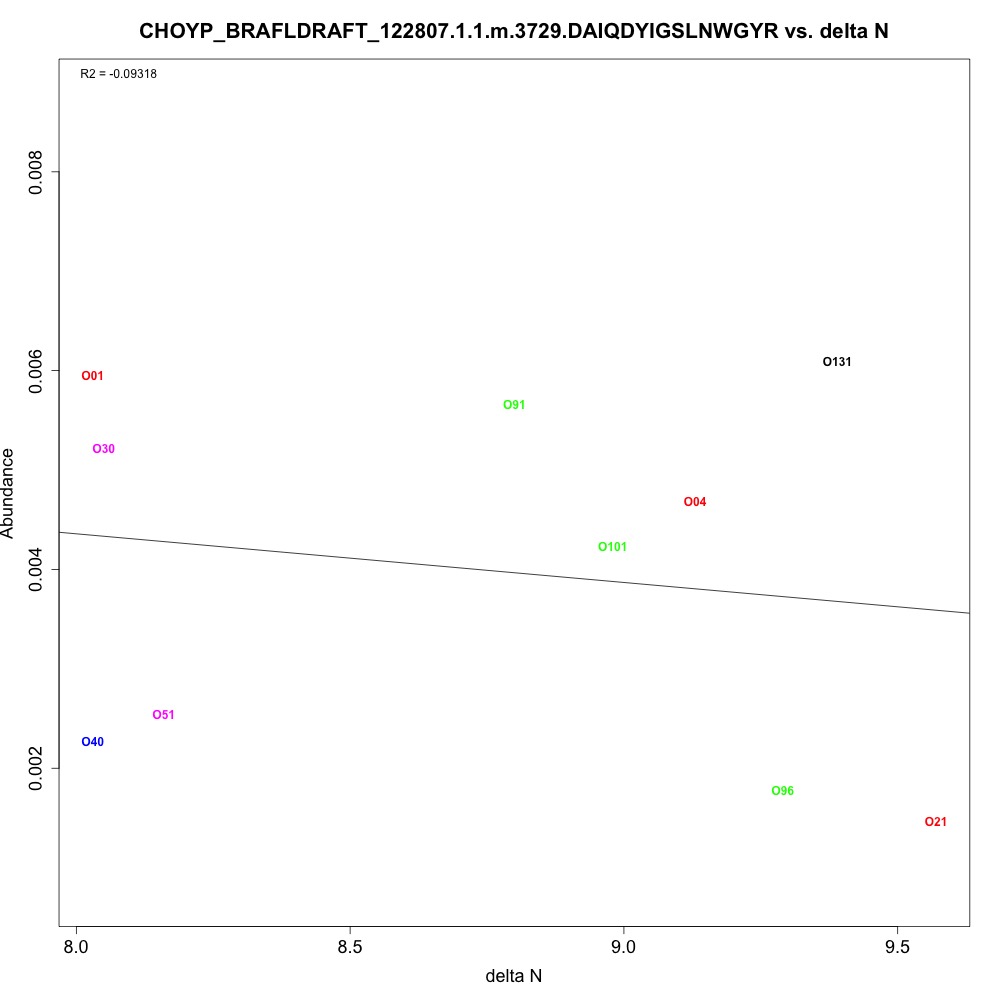 CHOYP_BRAFLDRAFT_122807.1.1.m.3729.DAIQDYIGSLNWGYR vs. delta N
R2 = -0.09318
0.008
0.006
0.004
0.002
Abundance
O01
O131
O91
O30
O04
O101
O51
O40
O96
O21
8.0 8.5 9.0 9.5
delta N